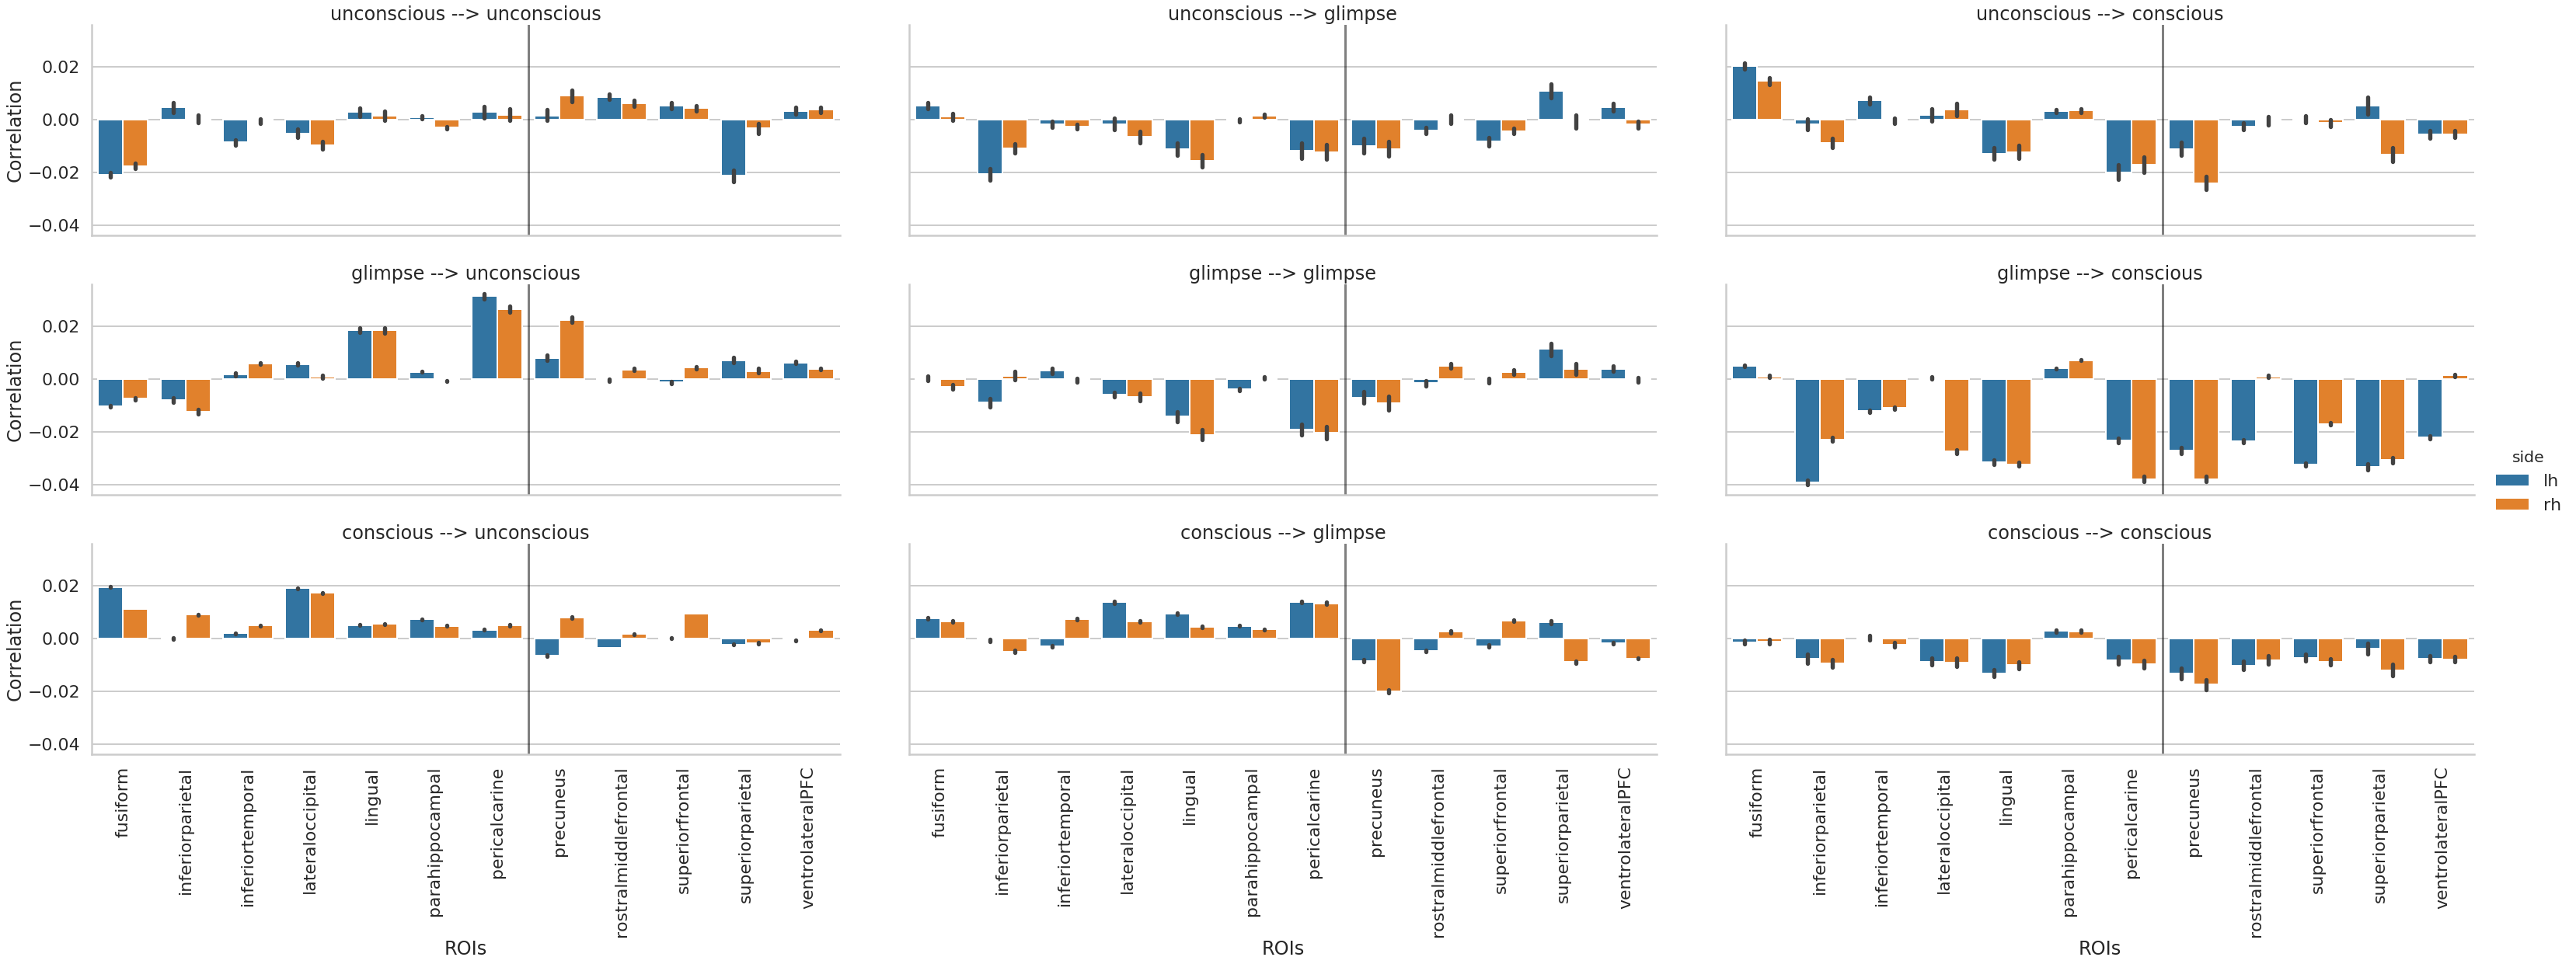 unconscious --> unconscious
unconscious --> glimpse
unconscious --> conscious
Correlation
0.02
0.00
−0.02
−0.04
glimpse --> unconscious
glimpse --> glimpse
glimpse --> conscious
Correlation
0.02
0.00
−0.02
−0.04
side
lh
rh
conscious --> unconscious
conscious --> glimpse
conscious --> conscious
Correlation
0.02
0.00
−0.02
−0.04
fusiform
inferiorparietal
inferiortemporal
lateraloccipital
lingual
parahippocampal
pericalcarine
precuneus
rostralmiddlefrontal
superiorfrontal
superiorparietal
ventrolateralPFC
fusiform
inferiorparietal
inferiortemporal
lateraloccipital
lingual
parahippocampal
pericalcarine
precuneus
rostralmiddlefrontal
superiorfrontal
superiorparietal
ventrolateralPFC
fusiform
inferiorparietal
inferiortemporal
lateraloccipital
lingual
parahippocampal
pericalcarine
precuneus
rostralmiddlefrontal
superiorfrontal
superiorparietal
ventrolateralPFC
ROIs
ROIs
ROIs